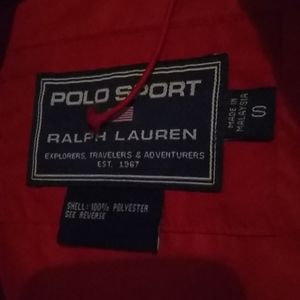 POLO SPORT
RALPH LAUREN
EXPLORERS, TRAVELERS & ADVENTURERS
EST. 1967
MADE IN
MALAYSIA
S
SHELL: 100% POLYESTER
SEE REVERSE